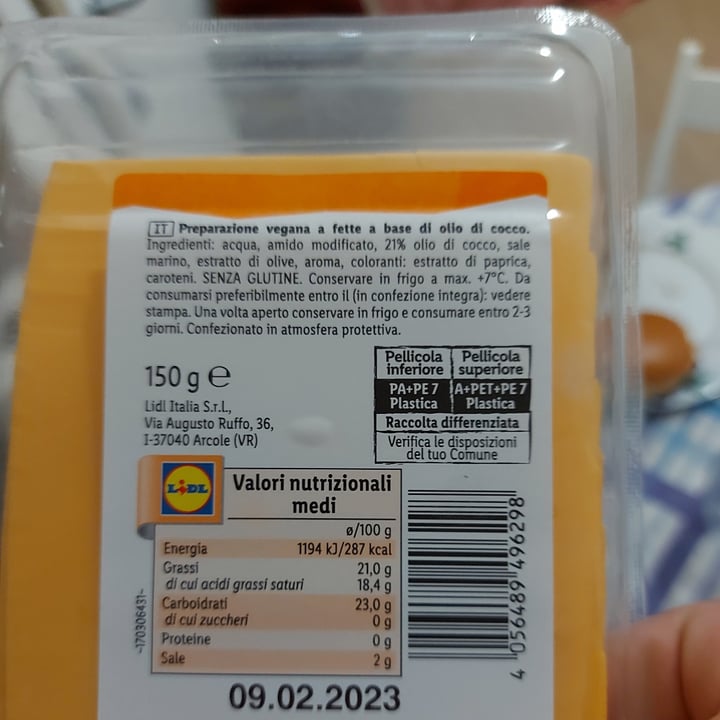 IT Preparazione vegana a fette a base di olio di cocco.
Ingredienti: acqua, amido modificato, 21% olio di cocco, sale
marino, estratto di olive, aroma, coloranti: estratto di paprica,
caroteni. SENZA GLUTINE. Conservare in frigo a max. +7°C. Da
consumarsi preferibilmente entro il (in confezione integra): vedere
stampa. Una volta aperto conservare in frigo e consumare entro 2-3
giorni. Confezionato in atmosfera protettiva.
150 g e
Lidl Italia S.r.l.,
Via Augusto Ruffo, 36,
I-37040 Arcole (VR)
Pellicola inferiore
Pellicola superiore
PA+PE 7 Plastica
A+PET+PE 7 Plastica
Raccolta differenziata
Verifica le disposizioni
del tuo Comune
LIDL
Valori nutrizionali
medi
ø/100 g
Energia 1194 kJ/287 kcal
Grassi 21,0 g
di cui acidi grassi saturi 18,4 g
Carboidrati 23,0 g
di cui zuccheri 0 g
Proteine 0 g
Sale 2 g
-170306431-
4 056489 496298
09.02.2023